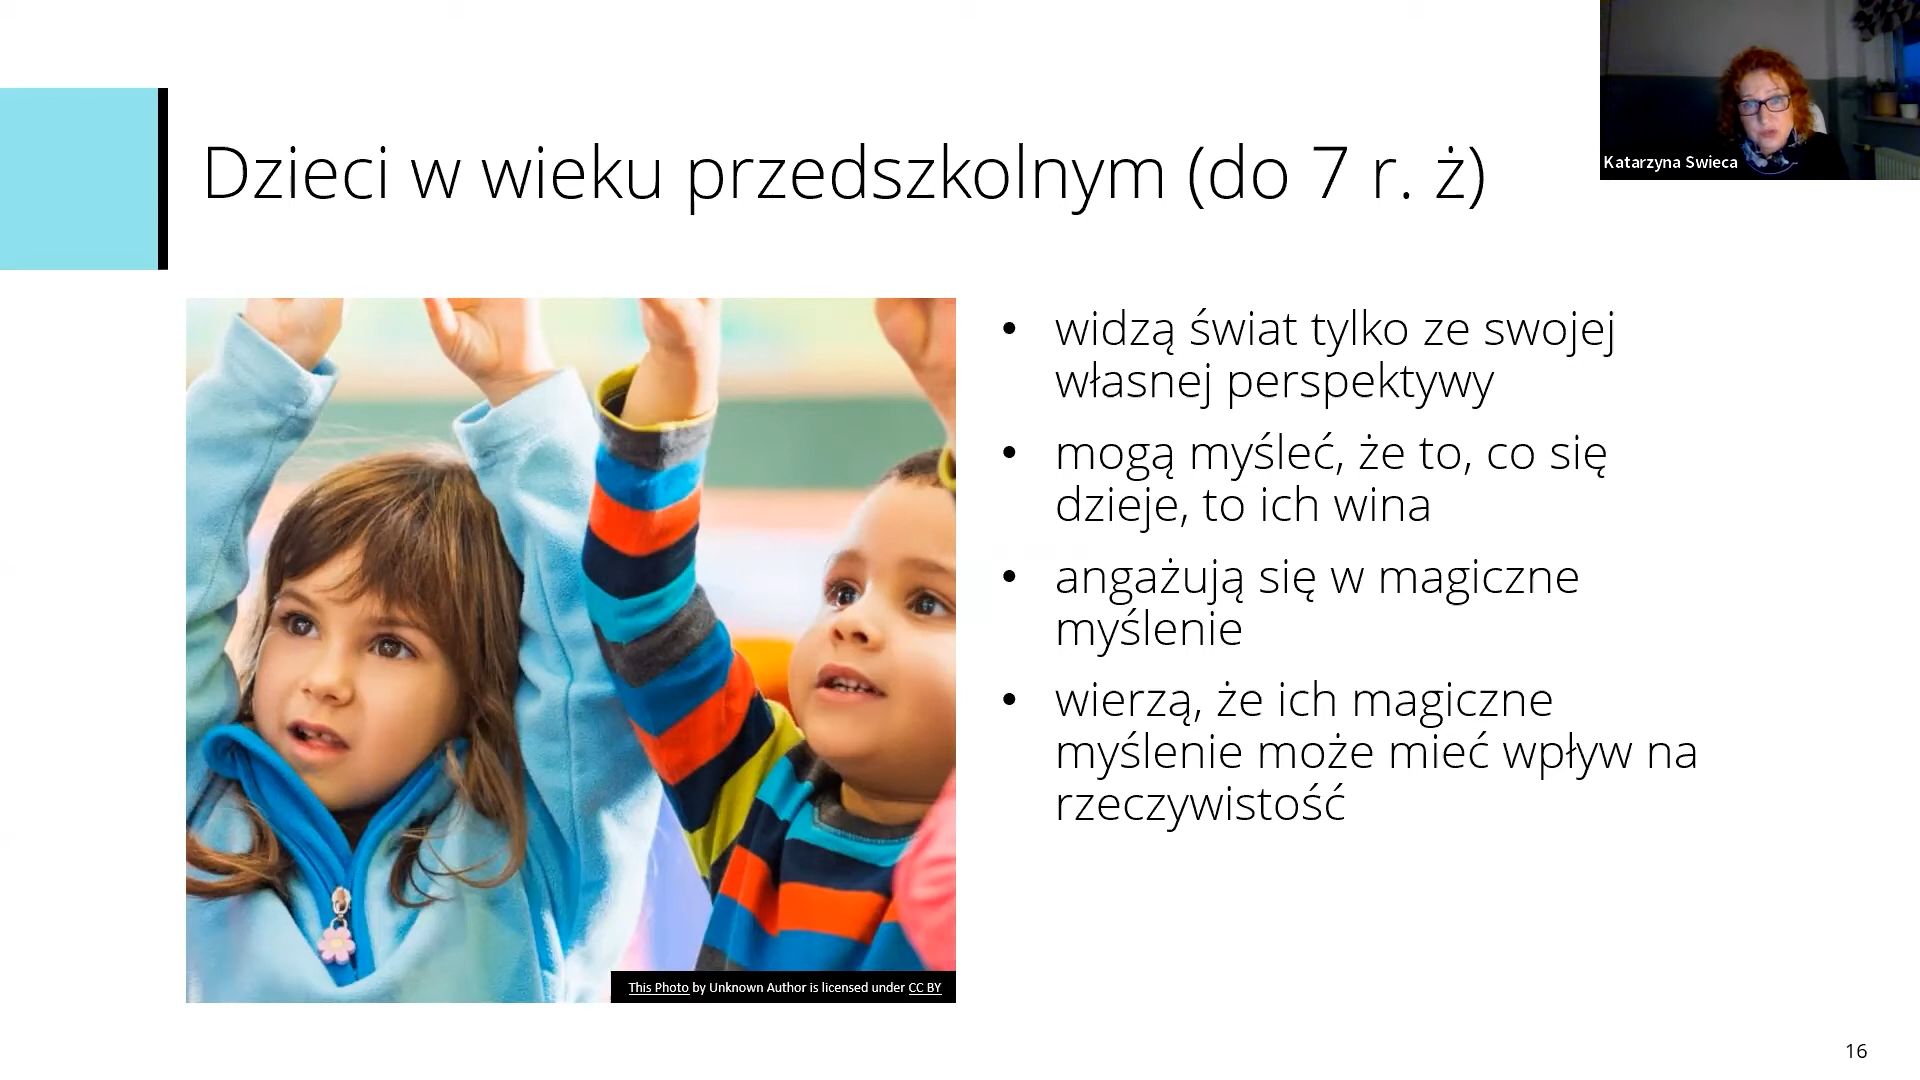 Dzieci w wieku przedszkolnym (do 7 r. ż)
Katarzyna Swieca
• widzą świat tylko ze swojej
własnej perspektywy
• mogą myśleć, że to, co się
dzieje, to ich wina
• angażują się w magiczne
myślenie
• wierzą, że ich magiczne
myślenie może mieć wpływ na
rzeczywistość
This Photo by Unknown Author is licensed under CC BY
16